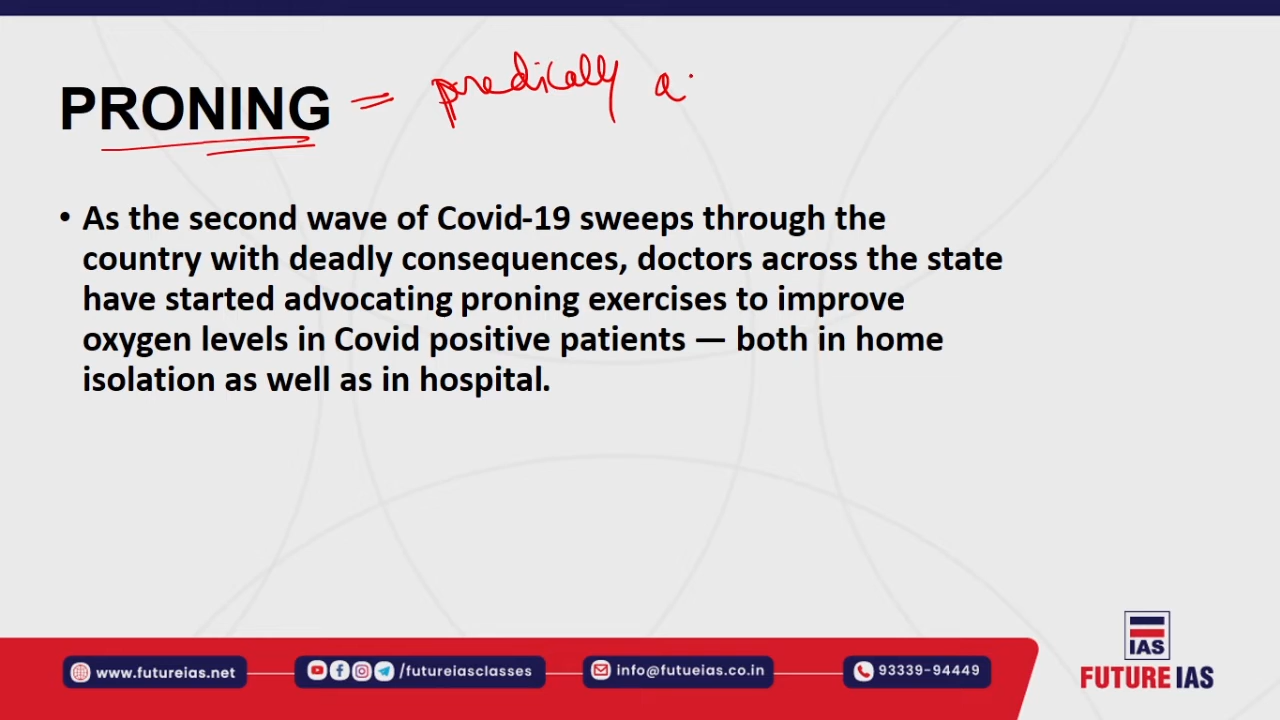 PRONING = predically a
• As the second wave of Covid-19 sweeps through the
country with deadly consequences, doctors across the state
have started advocating proning exercises to improve
oxygen levels in Covid positive patients — both in home
isolation as well as in hospital.
IAS
FUTURE IAS
www.futureias.net
/futureiasclasses
info@futueias.co.in
93339-94449